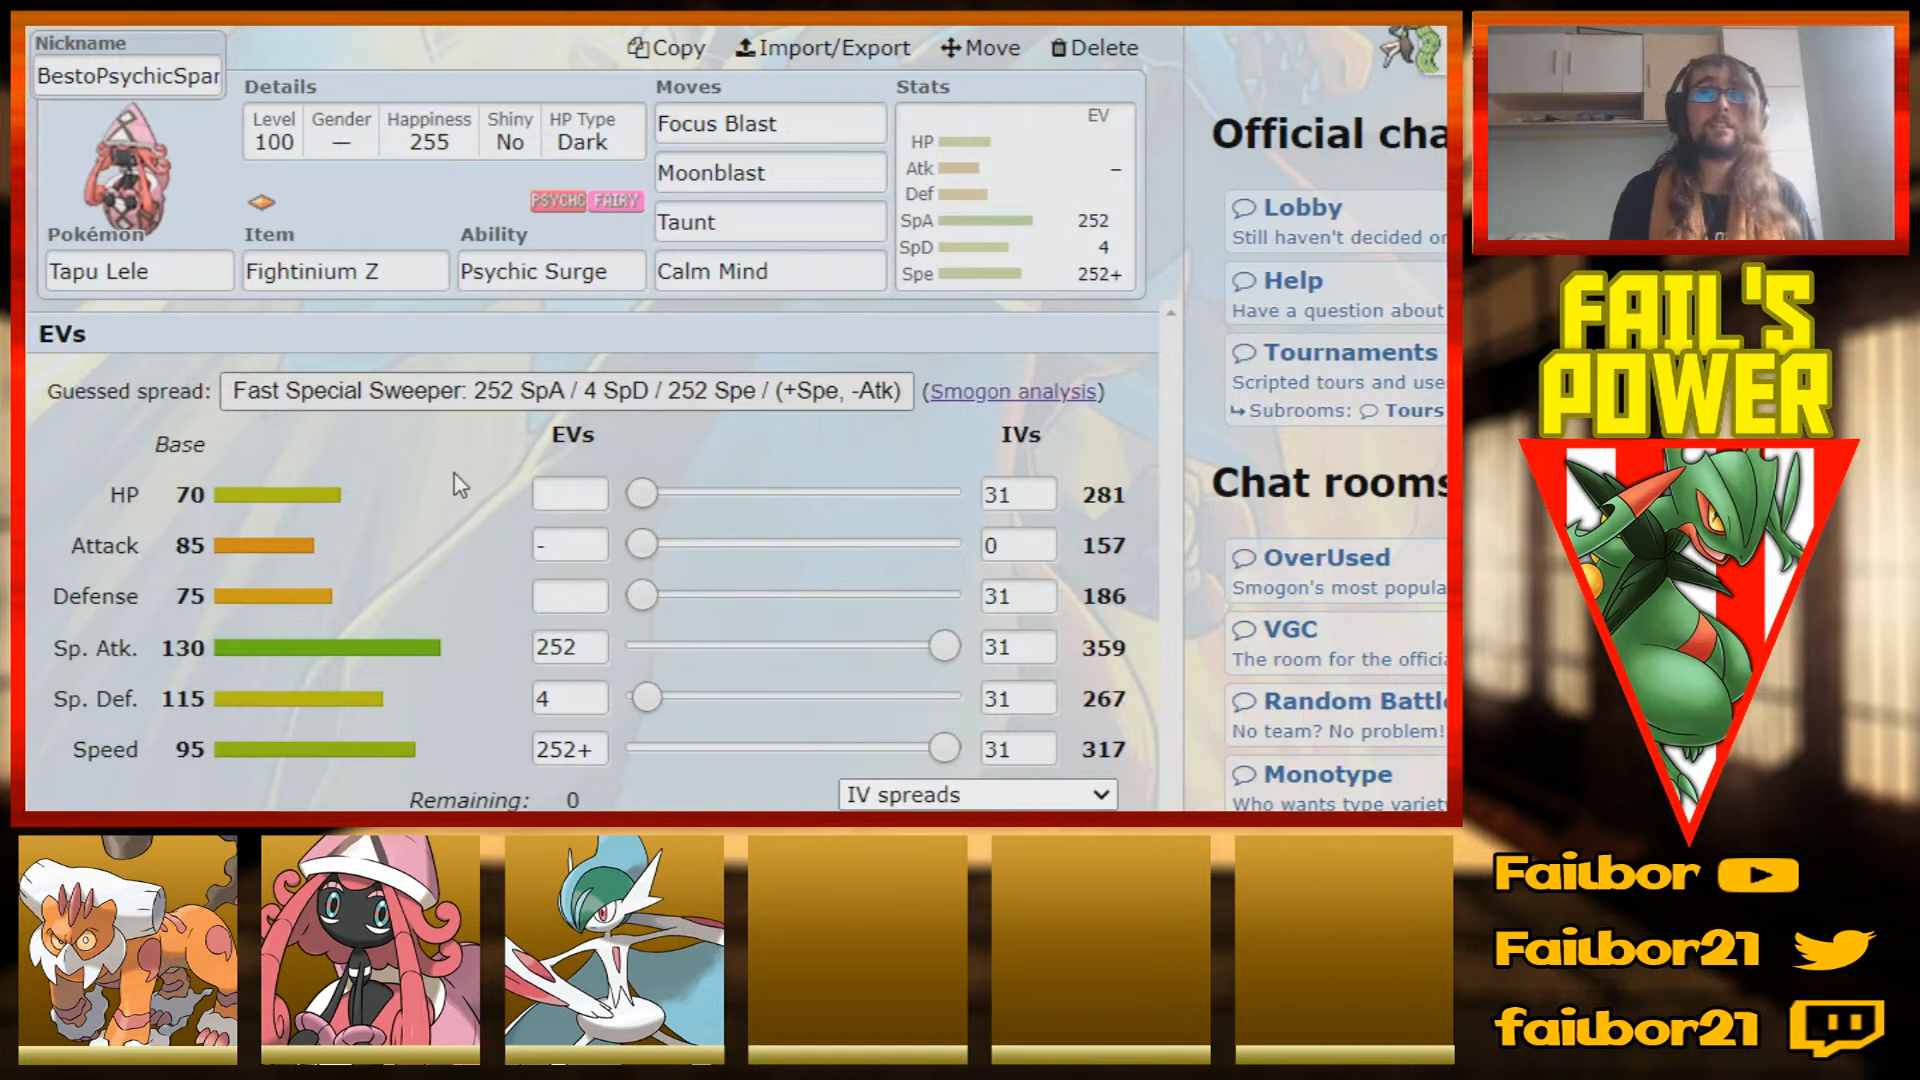 Nickname
BestoPsychicSpar
Copy Import/Export Move Delete
Details
Level Gender Happiness Shiny HP Type
100 — 255 No Dark
PSYCHC FAIRY
Pokémon Item Ability
Tapu Lele Fightinium Z Psychic Surge
Moves
Focus Blast
Moonblast
Taunt
Calm Mind
Stats
EV
HP
Atk –
Def
SpA 252
SpD 4
Spe 252+
EVs
Guessed spread: Fast Special Sweeper: 252 SpA / 4 SpD / 252 Spe / (+Spe, -Atk) (Smogon analysis)
Base EVs IVs
HP 70 31 281
Attack 85 - 0 157
Defense 75 31 186
Sp. Atk. 130 252 31 359
Sp. Def. 115 4 31 267
Speed 95 252+ 31 317
Remaining: 0 IV spreads
Official cha
Lobby
Still haven't decided or
Help
Have a question about
Tournaments
Scripted tours and use
Subrooms: Tours
Chat rooms
OverUsed
Smogon's most popula
VGC
The room for the offici
Random Battl
No team? No problem!
Monotype
Who wants type variet
FAIL'S
POWER
Failbor
Failbor21
failbor21